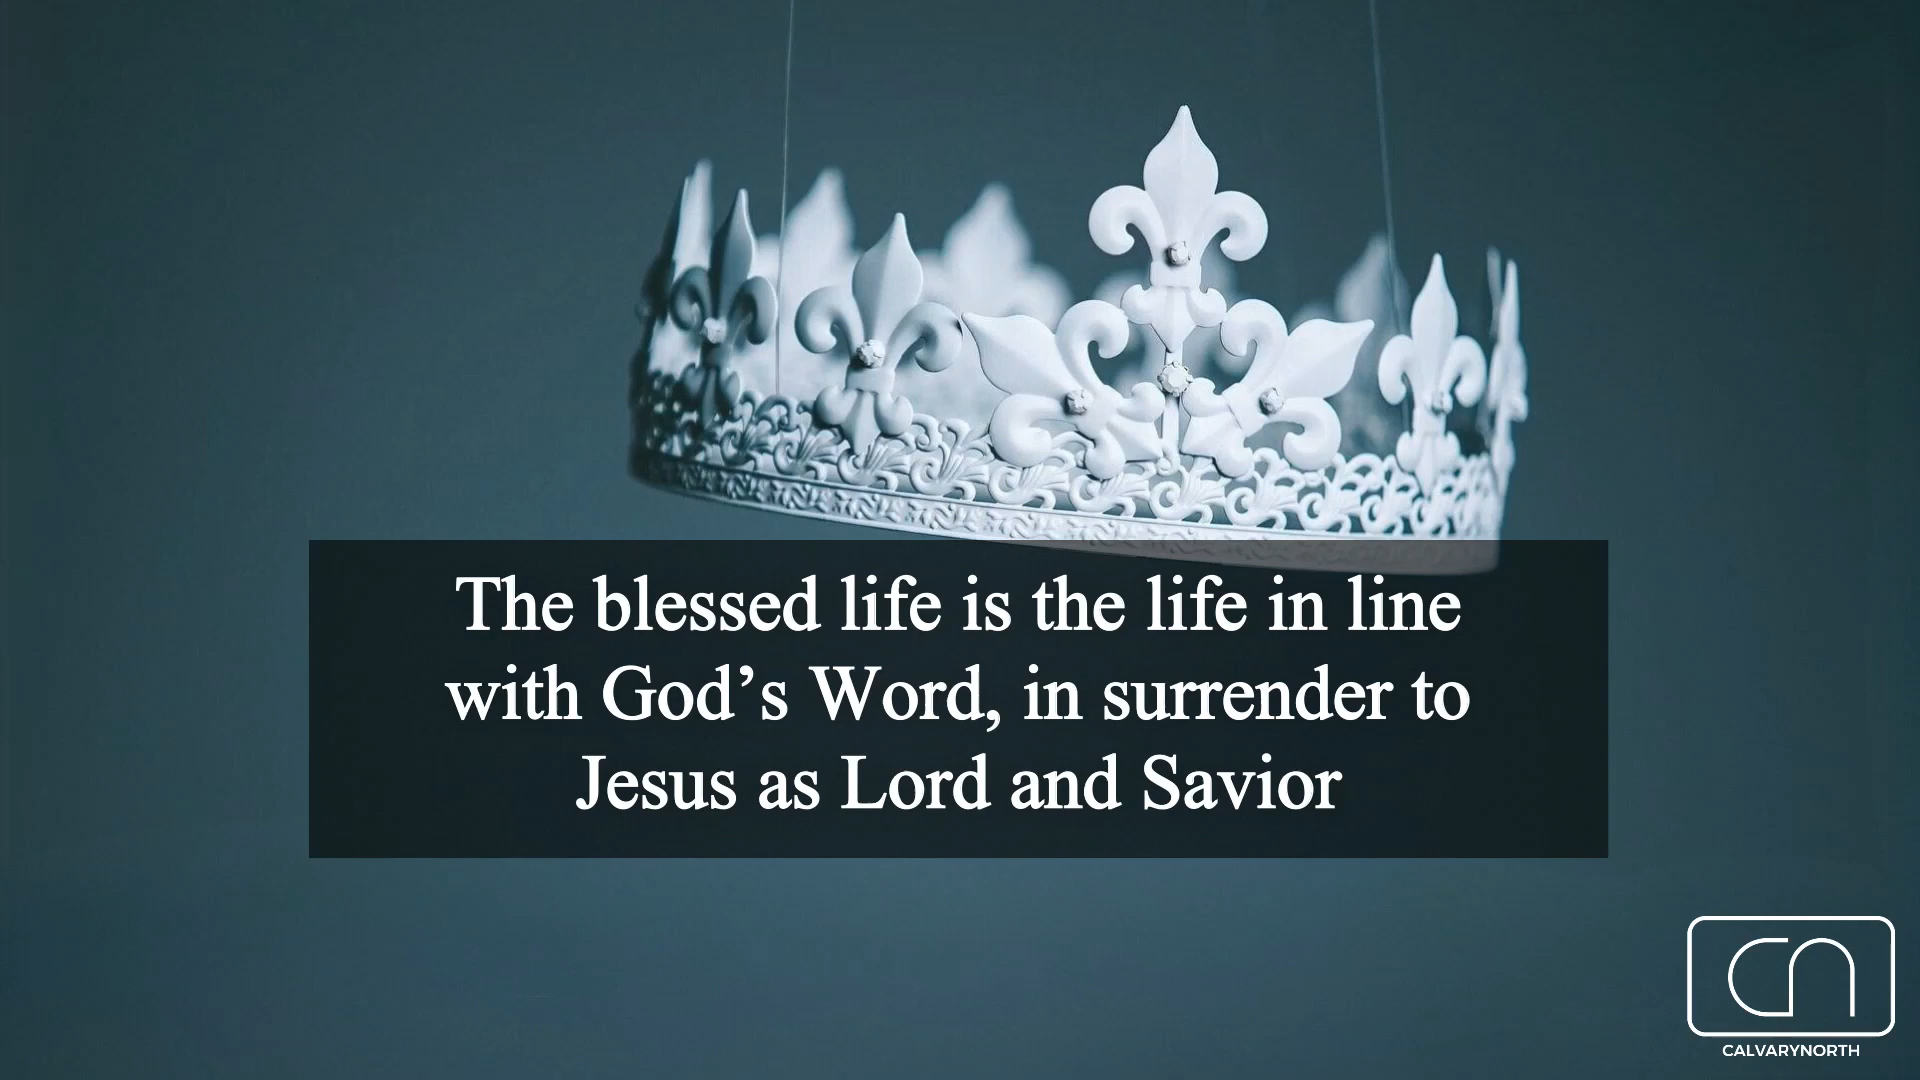 The blessed life is the life in line
with God’s Word, in surrender to
Jesus as Lord and Savior
cn
CALVARYNORTH